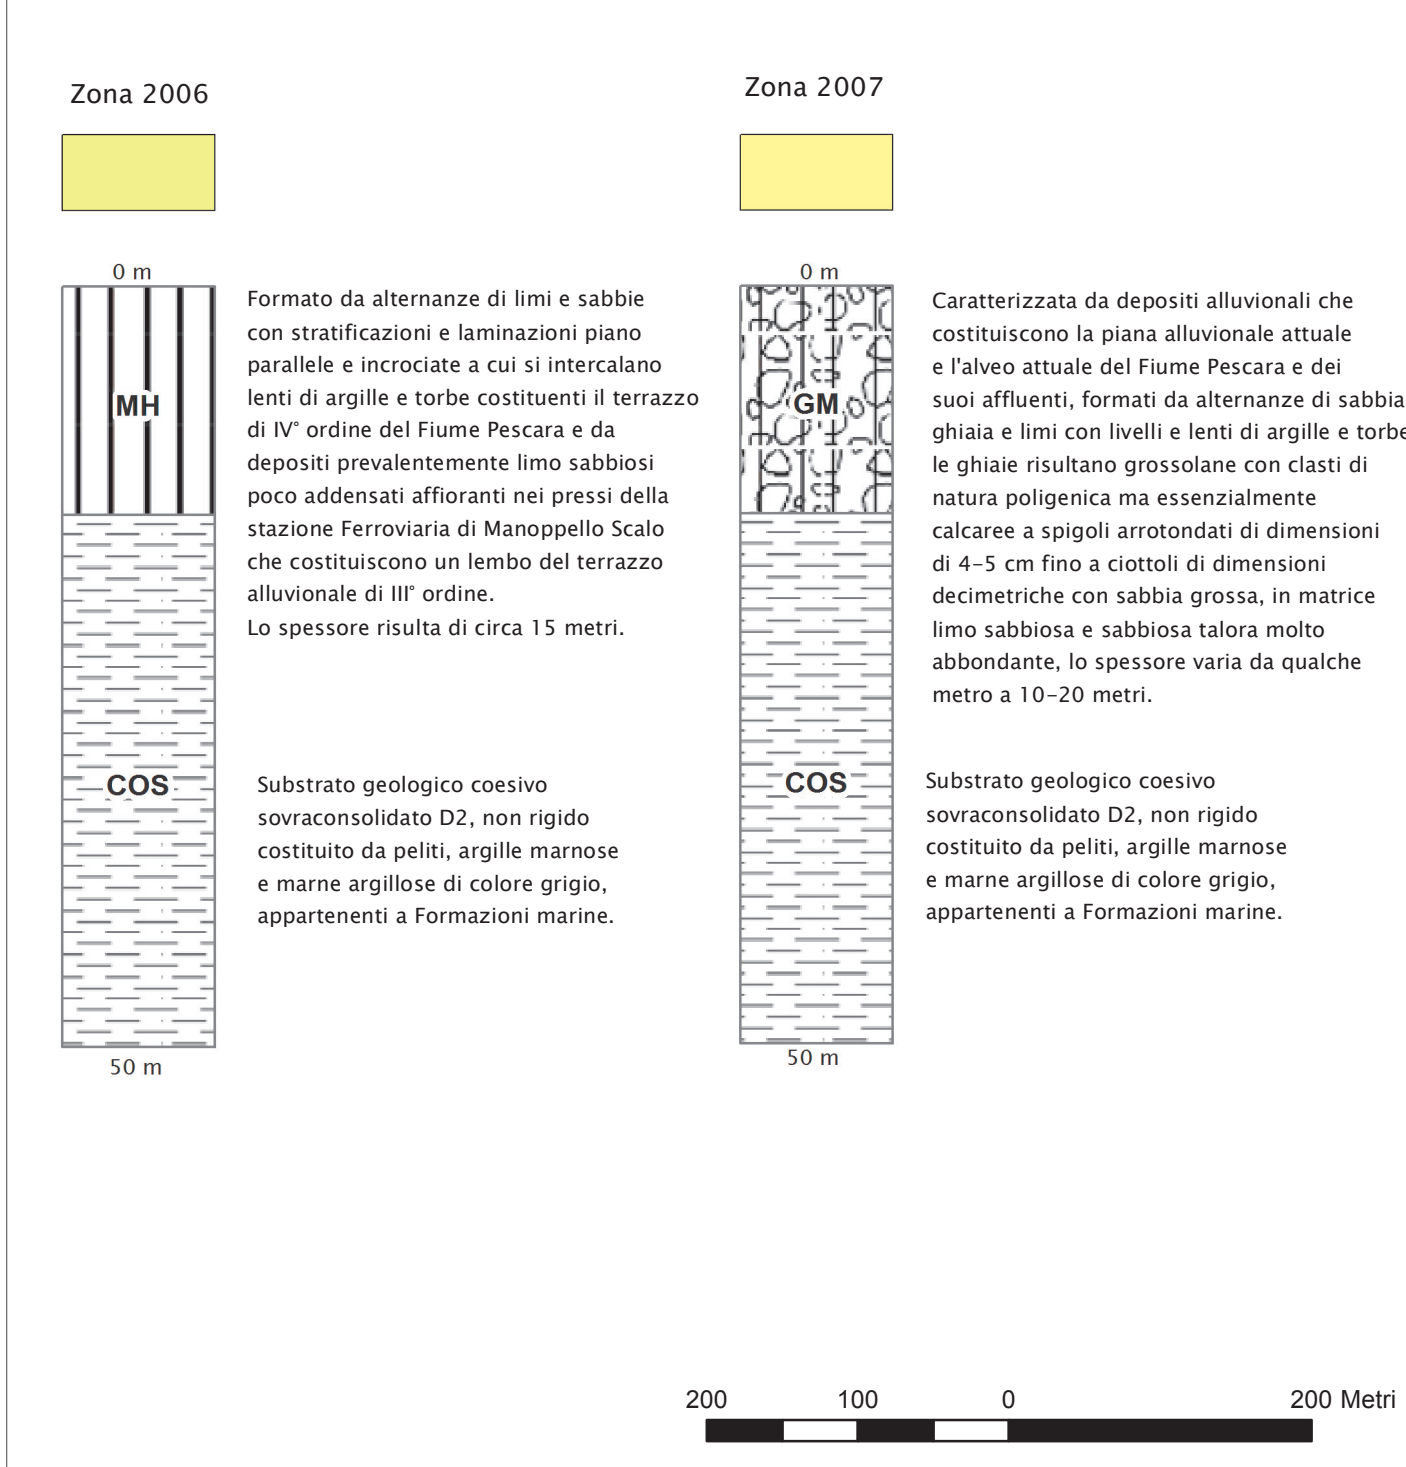 Zona 2006
0 m
MH
Formato da alternanze di limi e sabbie
con stratificazioni e laminazioni piano
parallele e incrociate a cui si intercalano
lenti di argille e torbe costituenti il terrazzo
di IV° ordine del Fiume Pescara e da
depositi prevalentemente limo sabbiosi
poco addensati affioranti nei pressi della
stazione Ferroviaria di Manoppello Scalo
che costituiscono un lembo del terrazzo
alluvionale di III° ordine.
Lo spessore risulta di circa 15 metri.
COS
Substrato geologico coesivo
sovraconsolidato D2, non rigido
costituito da peliti, argille marnose
e marne argillose di colore grigio,
appartenenti a Formazioni marine.
50 m
Zona 2007
0 m
GM
Caratterizzata da depositi alluvionali che
costituiscono la piana alluvionale attuale
e l'alveo attuale del Fiume Pescara e dei
suoi affluenti, formati da alternanze di sabbia
ghiaia e limi con livelli e lenti di argille e torbe
le ghiaie risultano grossolane con clasti di
natura poligenica ma essenzialmente
calcaree a spigoli arrotondati di dimensioni
di 4-5 cm fino a ciottoli di dimensioni
decimetriche con sabbia grossa, in matrice
limo sabbiosa e sabbiosa talora molto
abbondante, lo spessore varia da qualche
metro a 10-20 metri.
COS
Substrato geologico coesivo
sovraconsolidato D2, non rigido
costituito da peliti, argille marnose
e marne argillose di colore grigio,
appartenenti a Formazioni marine.
50 m
200 100 0 200 Metri